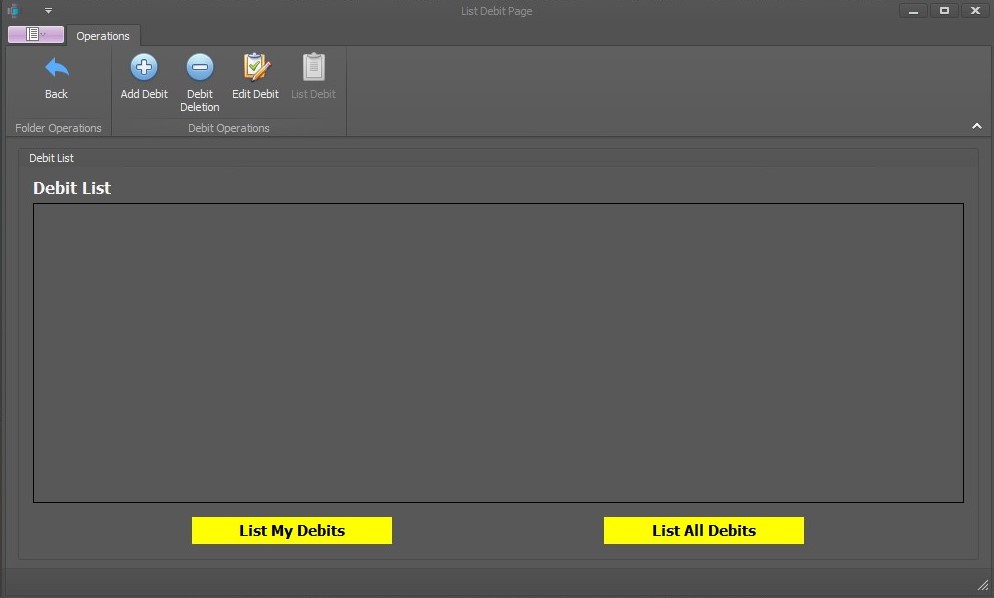 List Debit Page
Operations
Back
Add Debit
Debit
Deletion
Edit Debit
List Debit
Folder Operations
Debit Operations
Debit List
Debit List
List My Debits
List All Debits